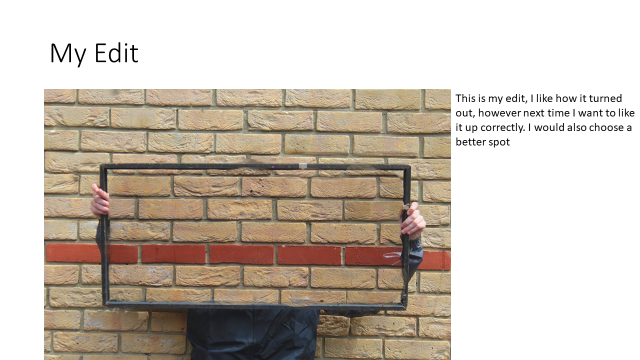 My Edit
This is my edit, I like how it turned
out, however next time I want to like
it up correctly. I would also choose a
better spot